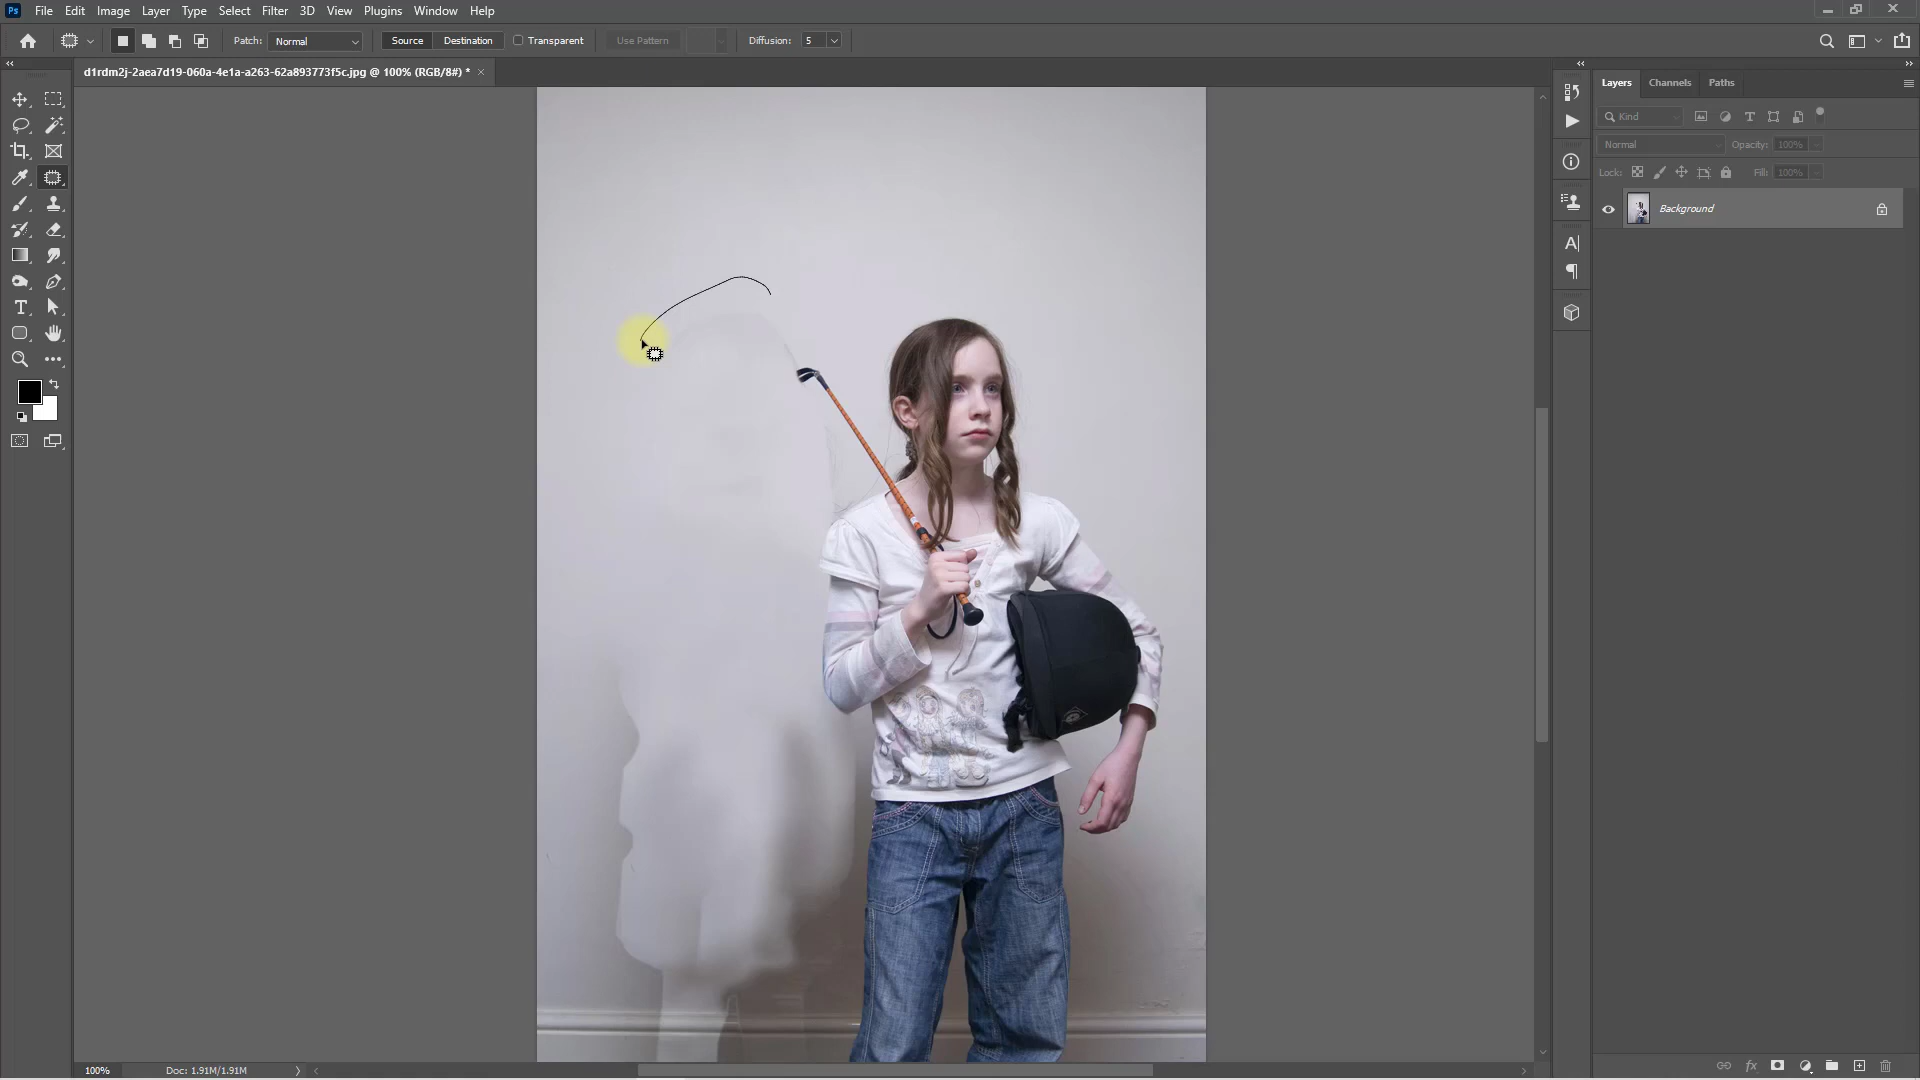 Ps File Edit Image Layer Type Select Filter 3D View Plugins Window Help
Patch: Normal Source Destination Transparent Use Pattern Diffusion: 5
d1rdm2j-2aea7d19-060a-4e1a-a263-62a893773f5c.jpg @ 100% (RGB/8#) * ×
Layers Channels Paths
Kind
Normal Opacity: 100%
Lock: Fill: 100%
Background
100% Doc: 1.91M/1.91M